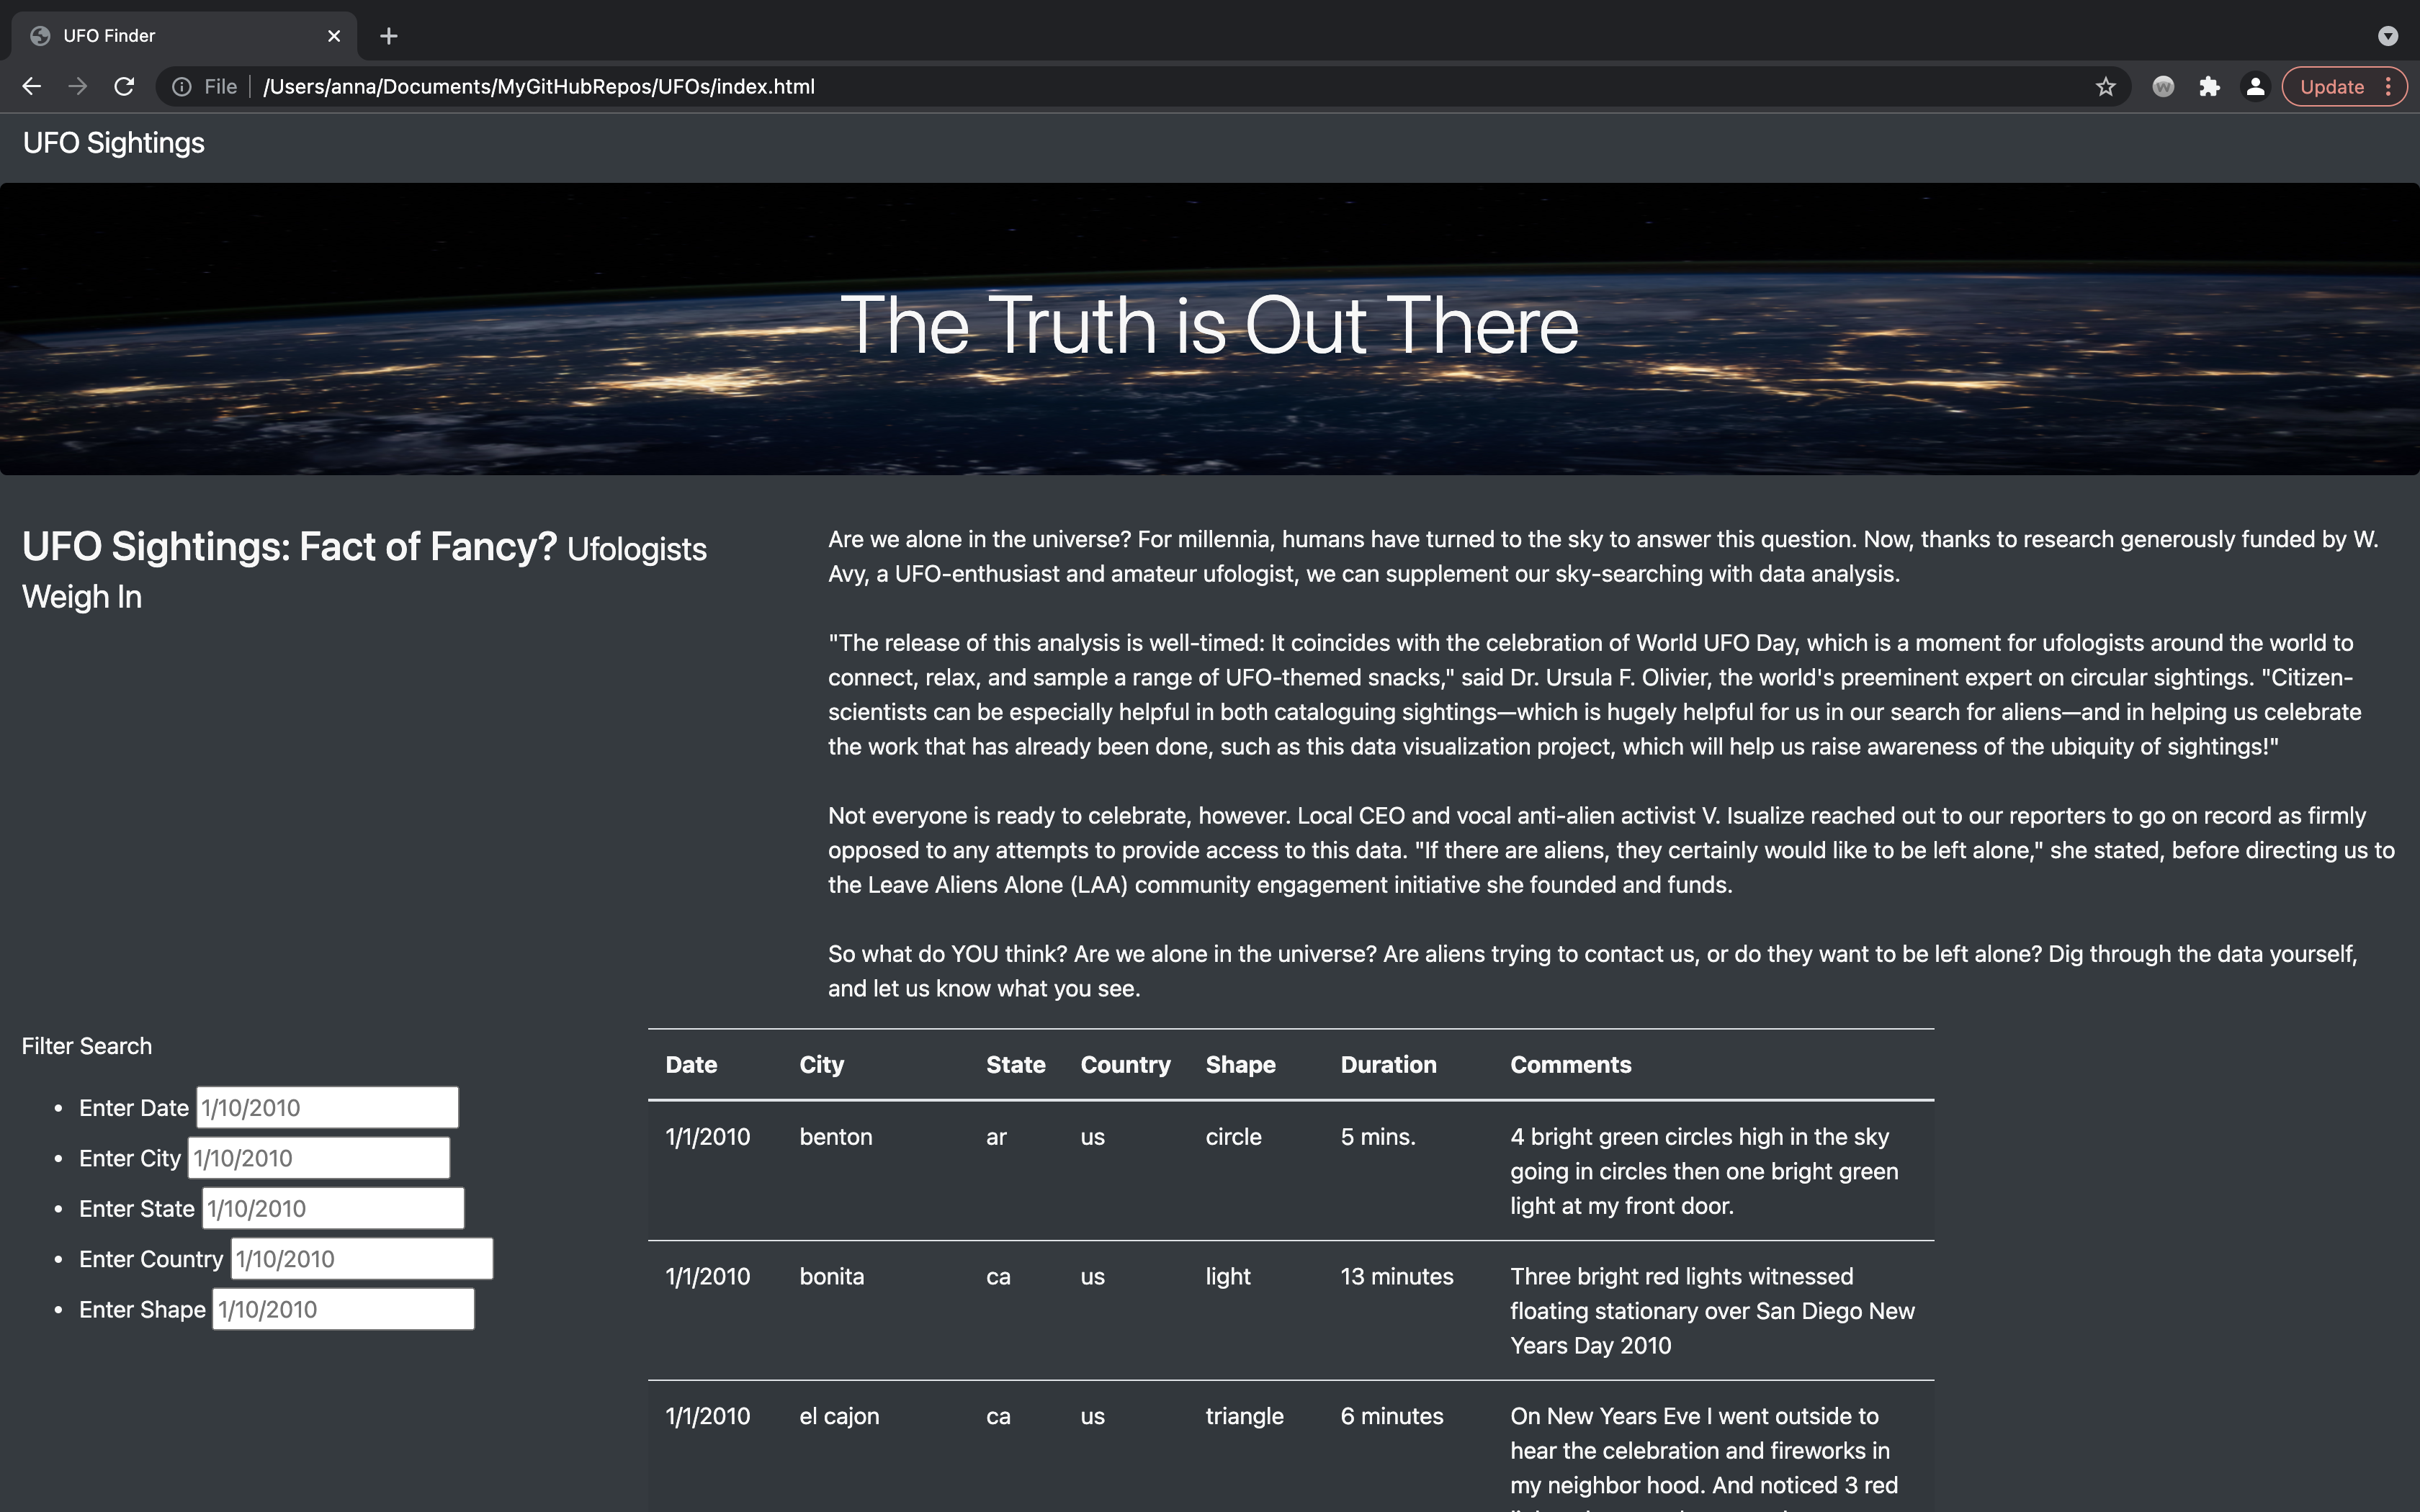 UFO Finder
File /Users/anna/Documents/MyGitHubRepos/UFOs/index.html
W
Update
UFO Sightings
The Truth is Out There
UFO Sightings: Fact of Fancy? Ufologists
Weigh In
Are we alone in the universe? For millennia, humans have turned to the sky to answer this question. Now, thanks to research generously funded by W.
Avy, a UFO-enthusiast and amateur ufologist, we can supplement our sky-searching with data analysis.
"The release of this analysis is well-timed: It coincides with the celebration of World UFO Day, which is a moment for ufologists around the world to
connect, relax, and sample a range of UFO-themed snacks," said Dr. Ursula F. Olivier, the world's preeminent expert on circular sightings. "Citizen-
scientists can be especially helpful in both cataloguing sightings—which is hugely helpful for us in our search for aliens—and in helping us celebrate
the work that has already been done, such as this data visualization project, which will help us raise awareness of the ubiquity of sightings!"
Not everyone is ready to celebrate, however. Local CEO and vocal anti-alien activist V. Isualize reached out to our reporters to go on record as firmly
opposed to any attempts to provide access to this data. "If there are aliens, they certainly would like to be left alone," she stated, before directing us to
the Leave Aliens Alone (LAA) community engagement initiative she founded and funds.
So what do YOU think? Are we alone in the universe? Are aliens trying to contact us, or do they want to be left alone? Dig through the data yourself,
and let us know what you see.
Filter Search
Enter Date 1/10/2010
Enter City 1/10/2010
Enter State 1/10/2010
Enter Country 1/10/2010
Enter Shape 1/10/2010
Date City State Country Shape Duration Comments
1/1/2010 benton ar us circle 5 mins. 4 bright green circles high in the sky
going in circles then one bright green
light at my front door.
1/1/2010 bonita ca us light 13 minutes Three bright red lights witnessed
floating stationary over San Diego New
Years Day 2010
1/1/2010 el cajon ca us triangle 6 minutes On New Years Eve I went outside to
hear the celebration and fireworks in
my neighbor hood. And noticed 3 red